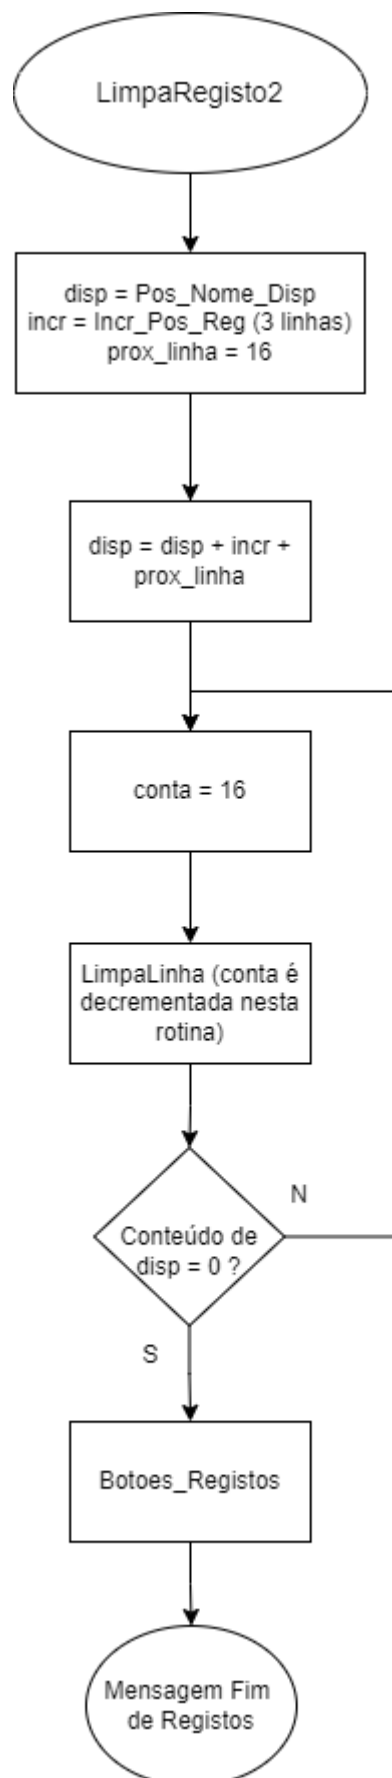 LimpaRegisto2
disp = Pos_Nome_Disp
incr = Incr_Pos_Reg (3 linhas)
prox_linha = 16
disp = disp + incr +
prox_linha
conta = 16
LimpaLinha (conta é
decrementada nesta
rotina)
N
Conteúdo de
disp = 0 ?
S
Botoes_Registos
Mensagem Fim
de Registos